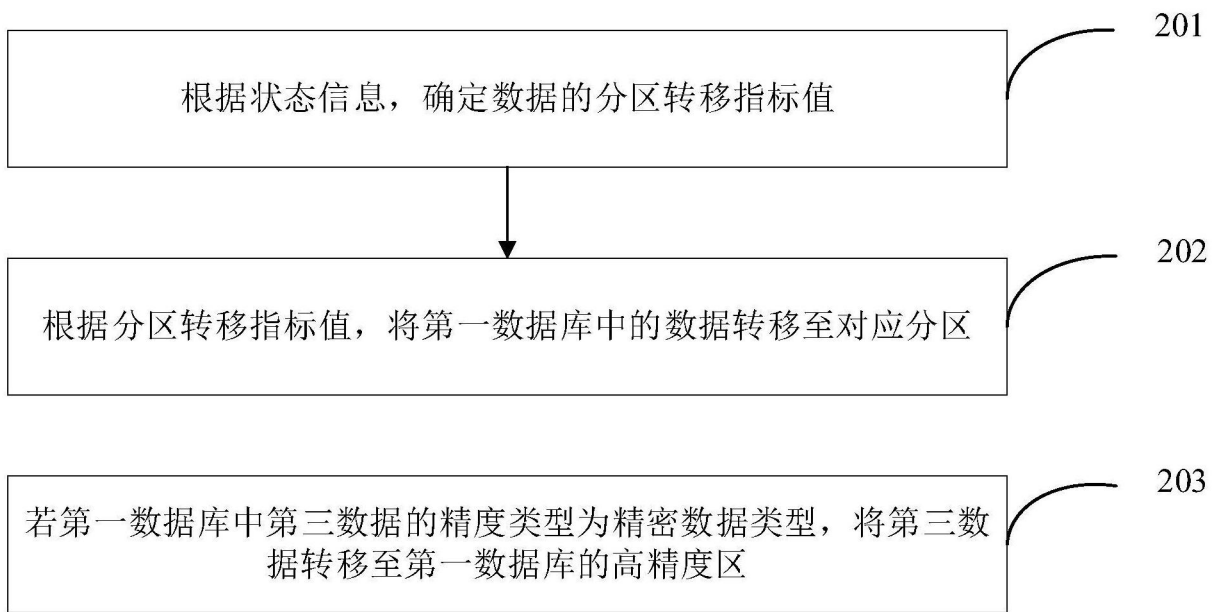 201
根据状态信息，确定数据的分区转移指标值
202
根据分区转移指标值，将第一数据库中的数据转移至对应分区
203
若第一数据库中第三数据的精度类型为精密数据类型，将第三数
据转移至第一数据库的高精度区